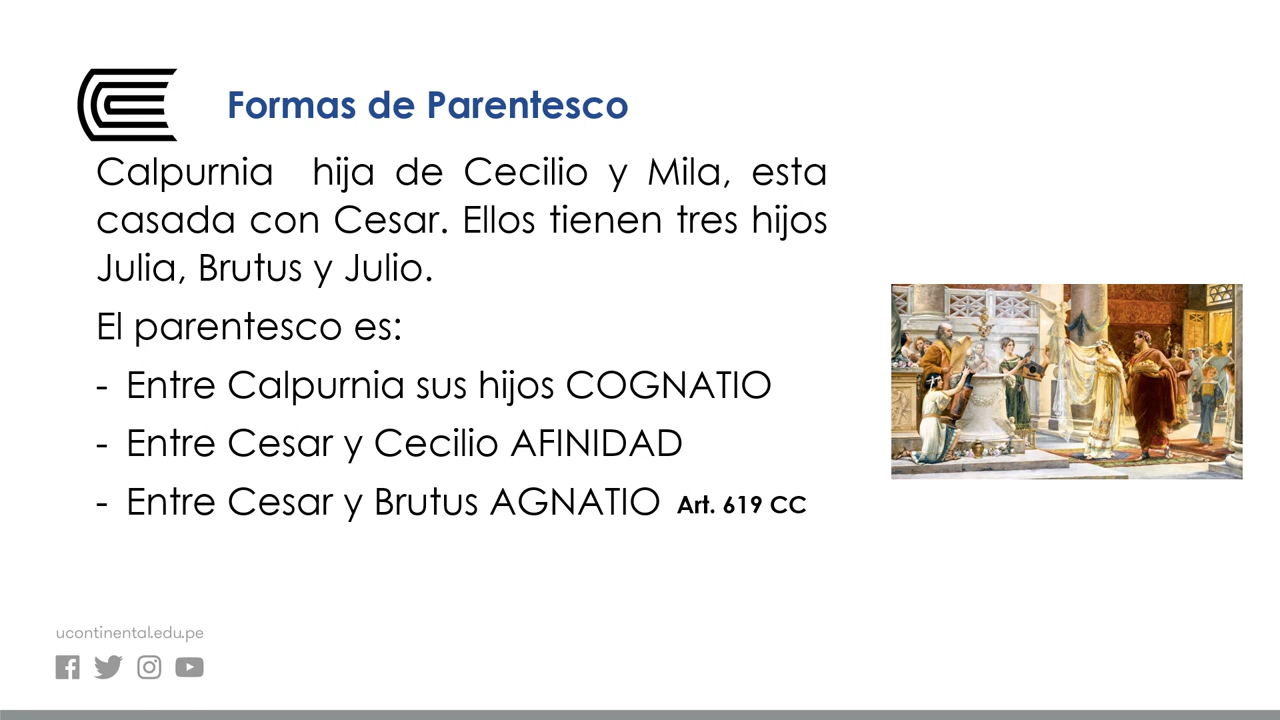 Formas de Parentesco
Calpurnia hija de Cecilio y Mila, esta
casada con Cesar. Ellos tienen tres hijos
Julia, Brutus y Julio.
El parentesco es:
- Entre Calpurnia sus hijos COGNATIO
- Entre Cesar y Cecilio AFINIDAD
- Entre Cesar y Brutus AGNATIO Art. 619 CC
ucontinental.edu.pe